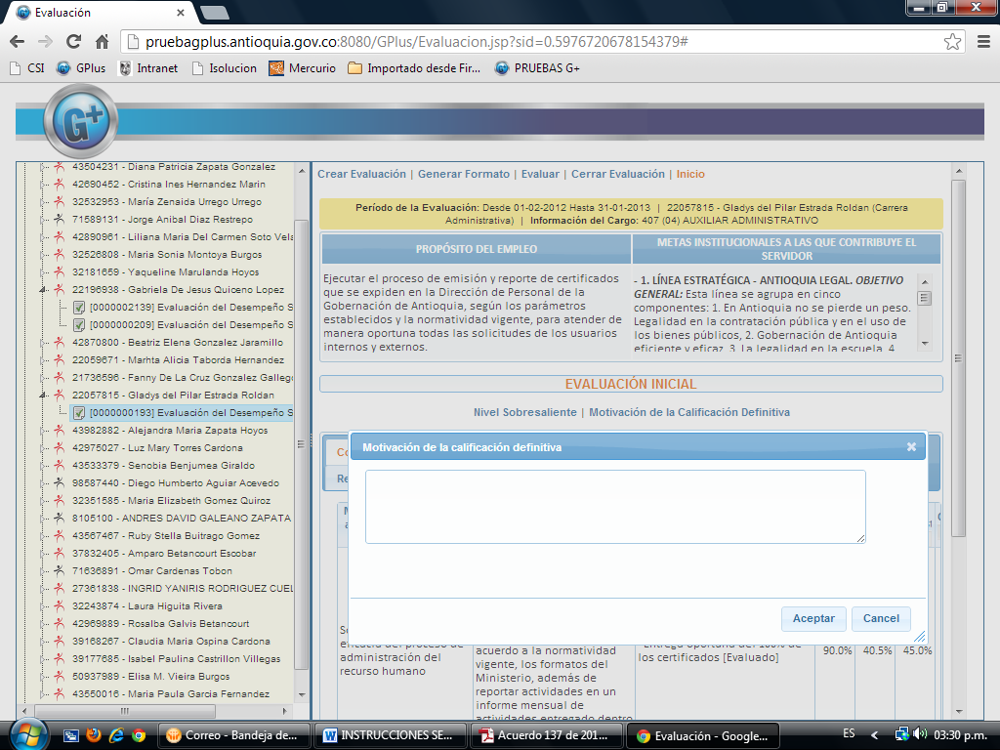 Evaluación
pruebagplus.antioquia.gov.co:8080/GPlus/Evaluacion.jsp?sid=0.5976720678154379#
CSI GPlus Intranet Isolucion Mercurio Importado desde Fir... PRUEBAS G+
G+
43504231 - Diana Patricia Zapata Gonzalez
42690452 - Cristina Ines Hernandez Marin
32532953 - María Zenaida Urrego Urrego
71589131 - Jorge Anibal Diaz Restrepo
42890961 - Liliana Maria Del Carmen Soto Vela
32526808 - Maria Sonia Montoya Burgos
32181659 - Yaqueline Marulanda Hoyos
22196938 - Gabriela De Jesus Quiceno Lopez
[0000002139] Evaluación del Desempeño S
[0000000209] Evaluación del Desempeño S
42870800 - Beatriz Elena Gonzalez Jaramillo
22059671 - Marhta Alicia Taborda Hernandez
21736596 - Fanny De La Cruz Gonzalez Galleg
22057815 - Gladys del Pilar Estrada Roldan
[0000000193] Evaluación del Desempeño S
43982882 - Alejandra Maria Zapata Hoyos
42975027 - Luz Mary Torres Cardona
43533379 - Senobia Benjumea Giraldo
98587440 - Diego Humberto Aguiar Acevedo
32351585 - Maria Elizabeth Gomez Quiroz
8105100 - ANDRES DAVID GALEANO ZAPATA
43567467 - Ruby Stella Buitrago Gomez
37832405 - Amparo Betancourt Escobar
71636891 - Omar Cardenas Tobon
27361838 - INGRID YANIRIS RODRIGUEZ CUEL
32243874 - Laura Higuita Rivera
42969889 - Rosalba Galvis Betancourt
39168267 - Claudia Maria Ospina Cardona
39177685 - Isabel Paulina Castrillon Villegas
50937989 - Elisa M. Vieira Burgos
43550016 - Maria Paula Garcia Fernandez
Crear Evaluación | Generar Formato | Evaluar | Cerrar Evaluación | Inicio
Período de la Evaluación: Desde 01-02-2012 Hasta 31-01-2013 | 22057815 - Gladys del Pilar Estrada Roldan (Carrera
Administrativa) | Información del Cargo: 407 (04) AUXILIAR ADMINISTRATIVO
PROPÓSITO DEL EMPLEO
Ejecutar el proceso de emisión y reporte de certificados
que se expiden en la Dirección de Personal de la
Gobernación de Antioquia, según los parámetros
establecidos y la normatividad vigente, para atender de
manera oportuna todas las solicitudes de los usuarios
internos y externos.
METAS INSTITUCIONALES A LAS QUE CONTRIBUYE EL
SERVIDOR
- 1. LÍNEA ESTRATÉGICA - ANTIOQUIA LEGAL. OBJETIVO
GENERAL: Esta línea se agrupa en cinco
componentes: 1. En Antioquia no se pierde un peso.
Legalidad en la contratación pública y en el uso de
los bienes públicos, 2. Gobernación de Antioquia
eficiente y eficaz, 3. La legalidad en la escuela, 4.
EVALUACIÓN INICIAL
Nivel Sobresaliente | Motivación de la Calificación Definitiva
Co
Re
Motivación de la calificación definitiva
Aceptar Cancel
eficacia del proceso de
administración del
recurso humano
acuerdo a la normatividad
vigente, los formatos del
Ministerio, además de
reportar actividades en un
informe mensual de
actividades entregado dentro
- Entrega oportuna del 100% de
los certificados [Evaluado]
90.0% 40.5% 45.0%
Correo - Bandeja de... INSTRUCCIONES SE... Acuerdo 137 de 201... Evaluación - Google... ES 03:30 p.m.